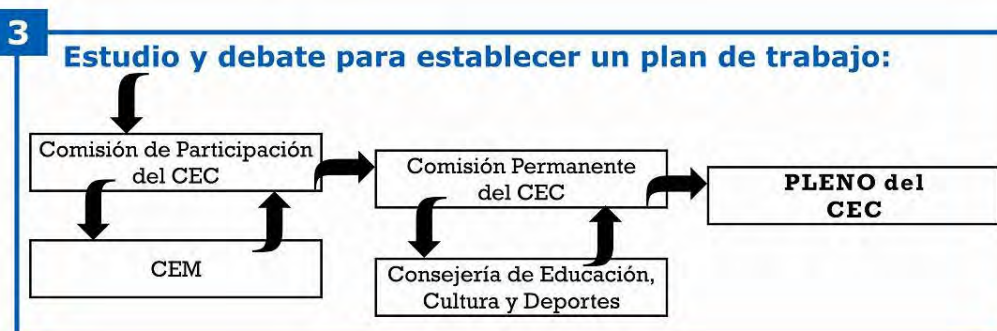 3
Estudio y debate para establecer un plan de trabajo:
Comisión de Participación
del CEC
Comisión Permanente
del CEC
PLENO del
CEC
CEM
Consejería de Educación,
Cultura y Deportes